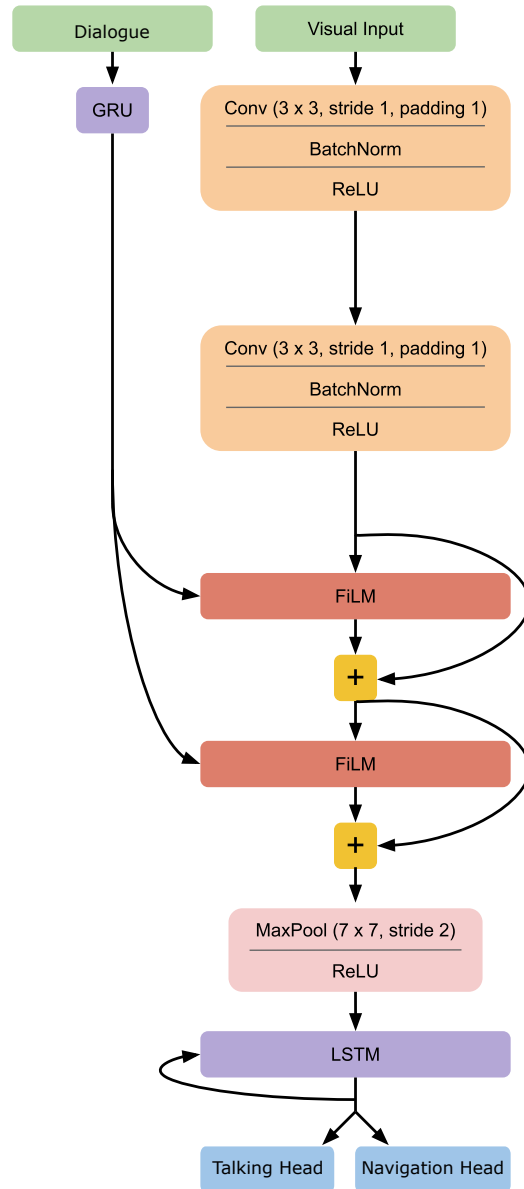 Dialogue
Visual Input
GRU
Conv (3 x 3, stride 1, padding 1)
BatchNorm
ReLU
Conv (3 x 3, stride 1, padding 1)
BatchNorm
ReLU
FiLM
+
FiLM
+
MaxPool (7 x 7, stride 2)
ReLU
LSTM
Talking Head
Navigation Head